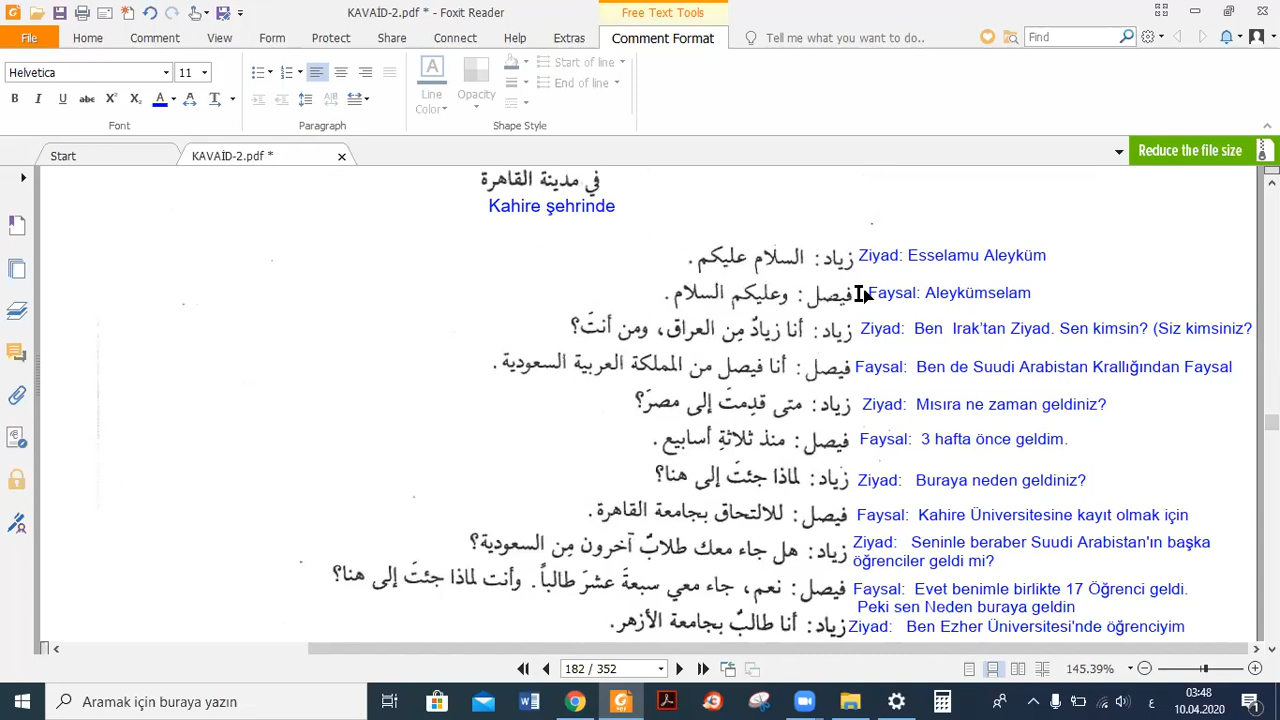 KAVAİD-2.pdf * - Foxit Reader
Free Text Tools
File Home Comment View Form Protect Share Connect Help Extras Comment Format Tell me what you want to do.. Find
Helvetica 11
Start of line
End of line
Line Color
Opacity
Font Paragraph Shape Style
Start KAVAİD-2.pdf * Reduce the file size
في مدينة القاهرة
Kahire şehrinde
زياد: السلام عليكم.
Ziyad: Esselamu Aleyküm
فيصل: وعليكم السلام.
Faysal: Aleykümselam
زياد: أنا زيادٌ مِن العراق، ومن أنتَ؟
Ziyad: Ben Irak'tan Ziyad. Sen kimsin? (Siz kimsiniz?
فيصل: أنا فيصل من المملكة العربية السعودية.
Faysal: Ben de Suudi Arabistan Krallığından Faysal
زياد: متى قدِمتَ إلى مصرَ؟
Ziyad: Mısıra ne zaman geldiniz?
فيصل: منذ ثلاثةِ أسابيع.
Faysal: 3 hafta önce geldim.
زياد: لماذا جئتَ إلى هنا؟
Ziyad: Buraya neden geldiniz?
فيصل: للالتحاق بجامعة القاهرة.
Faysal: Kahire Üniversitesine kayıt olmak için
زياد: هل جاء معك طلابٌ آخرون مِن السعودية؟
Ziyad: Seninle beraber Suudi Arabistan'ın başka
öğrenciler geldi mi?
فيصل: نعم، جاء معي سبعةَ عشرَ طالباً. وأنت لماذا جئتَ إلى هنا؟
Faysal: Evet benimle birlikte 17 Öğrenci geldi.
Peki sen Neden buraya geldin
زياد: أنا طالبٌ بجامعة الأزهر.
Ziyad: Ben Ezher Üniversitesi'nde öğrenciyim
182 / 352 145.39%
Aramak için buraya yazın
ع
03:48
10.04.2020